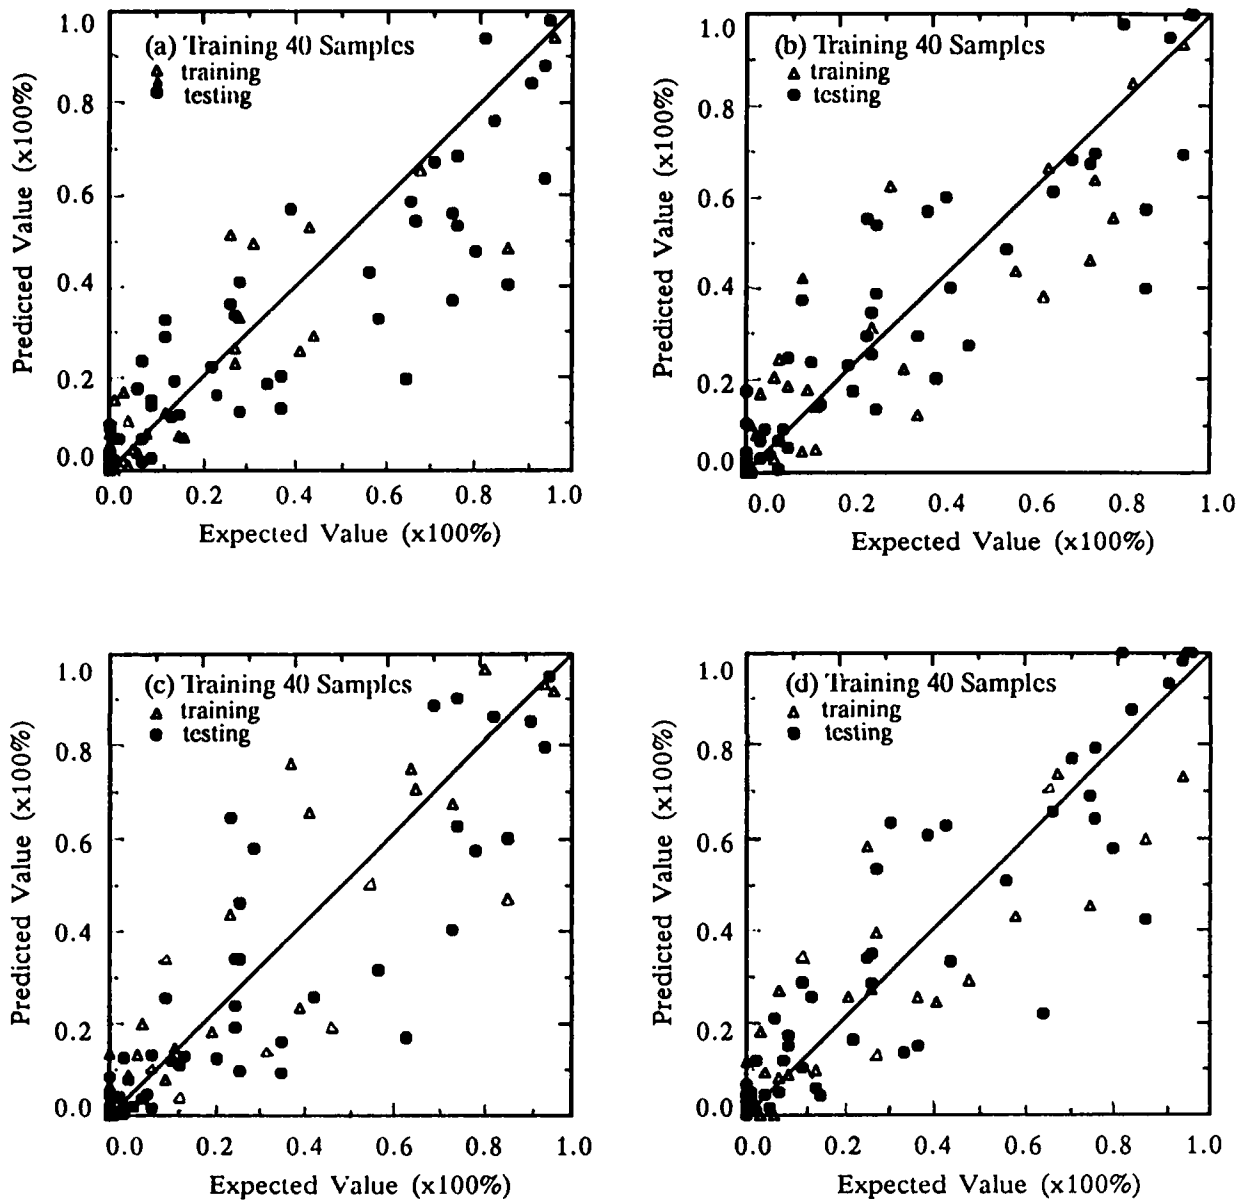 (a) Training 40 Samples
training
testing
1.0
0.8
0.6
0.4
0.2
0.0
Predicted Value (x100%)
0.0 0.2 0.4 0.6 0.8 1.0
Expected Value (x100%)
(b) Training 40 Samples
training
testing
1.0
0.8
0.6
0.4
0.2
0.0
Predicted Value (x100%)
0.0 0.2 0.4 0.6 0.8 1.0
Expected Value (x100%)
(c) Training 40 Samples
training
testing
1.0
0.8
0.6
0.4
0.2
0.0
Predicted Value (x100%)
0.0 0.2 0.4 0.6 0.8 1.0
Expected Value (x100%)
(d) Training 40 Samples
training
testing
1.0
0.8
0.6
0.4
0.2
0.0
Predicted Value (x100%)
0.0 0.2 0.4 0.6 0.8 1.0
Expected Value (x100%)